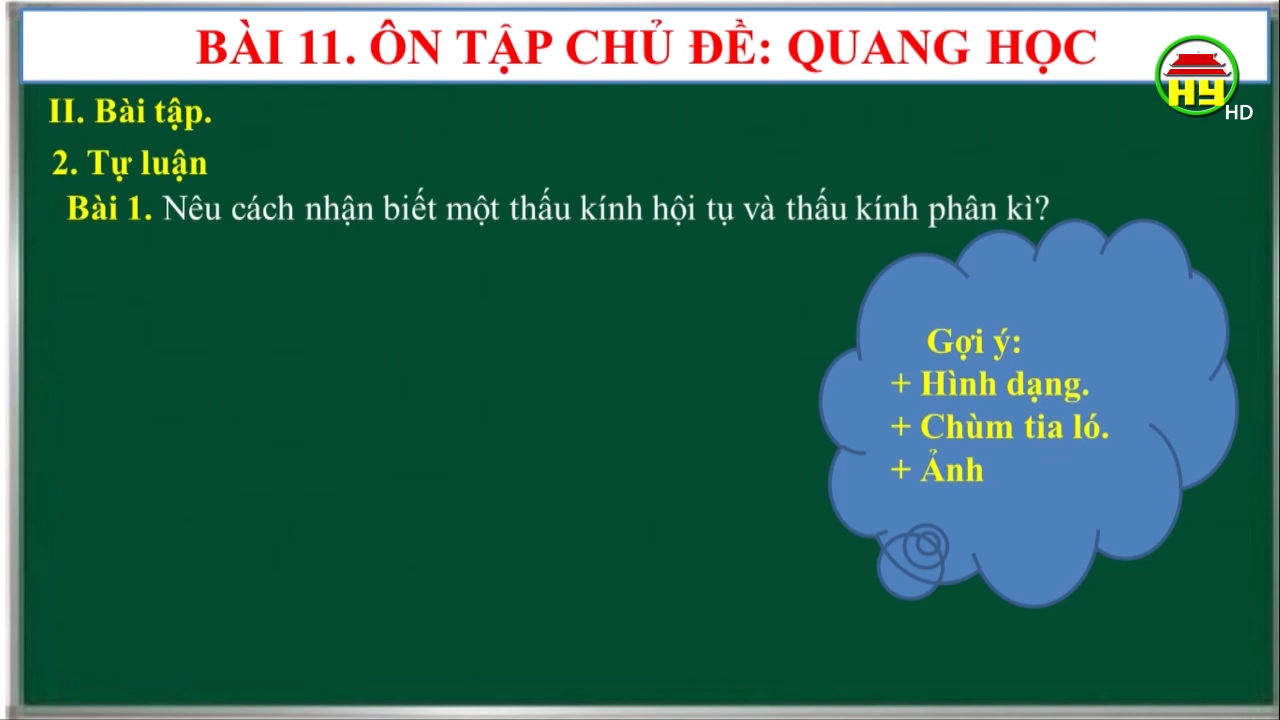 BÀI 11. ÔN TẬP CHỦ ĐỀ: QUANG HỌC
HY
HD
II. Bài tập.
2. Tự luận
Bài 1. Nêu cách nhận biết một thấu kính hội tụ và thấu kính phân kì?
Gợi ý:
+ Hình dạng.
+ Chùm tia ló.
+ Ảnh